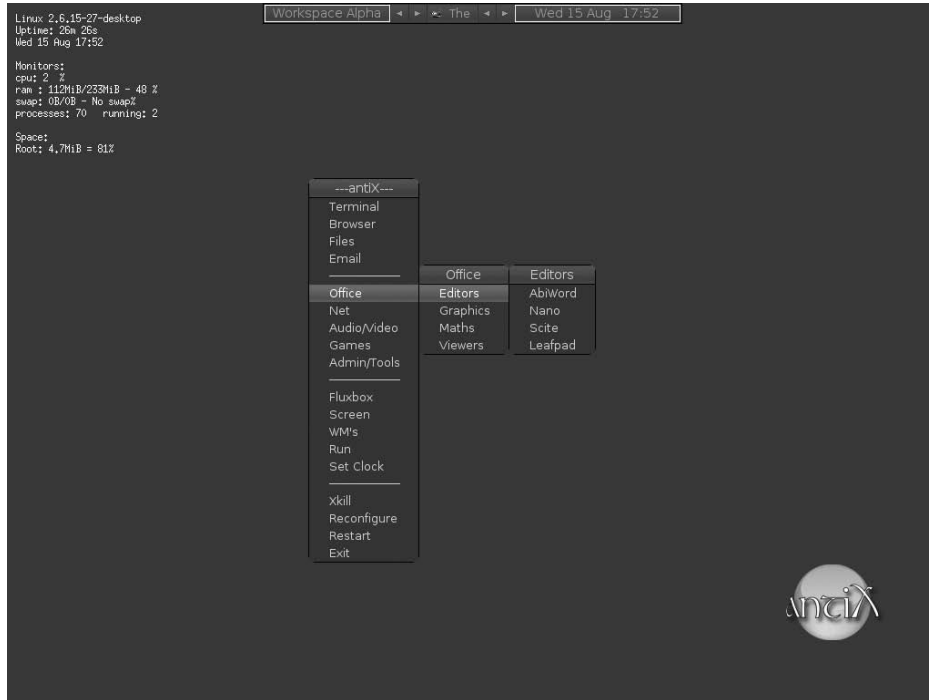 Linux 2.6.15-27-desktop
Uptime: 26m 26s
Wed 15 Aug 17:52
Monitors:
cpu: 2 %
ram : 112MiB/233MiB - 48 %
swap: 0B/0B - No swap%
processes: 70 running: 2
Space:
Root: 4.7MiB = 81%
Workspace Alpha
The
Wed 15 Aug 17:52
---antiX---
Terminal
Browser
Files
Email
Office
Net
Audio/Video
Games
Admin/Tools
Fluxbox
Screen
WM's
Run
Set Clock
Xkill
Reconfigure
Restart
Exit
Office
Editors
Graphics
Maths
Viewers
Editors
AbiWord
Nano
Scite
Leafpad
antiX